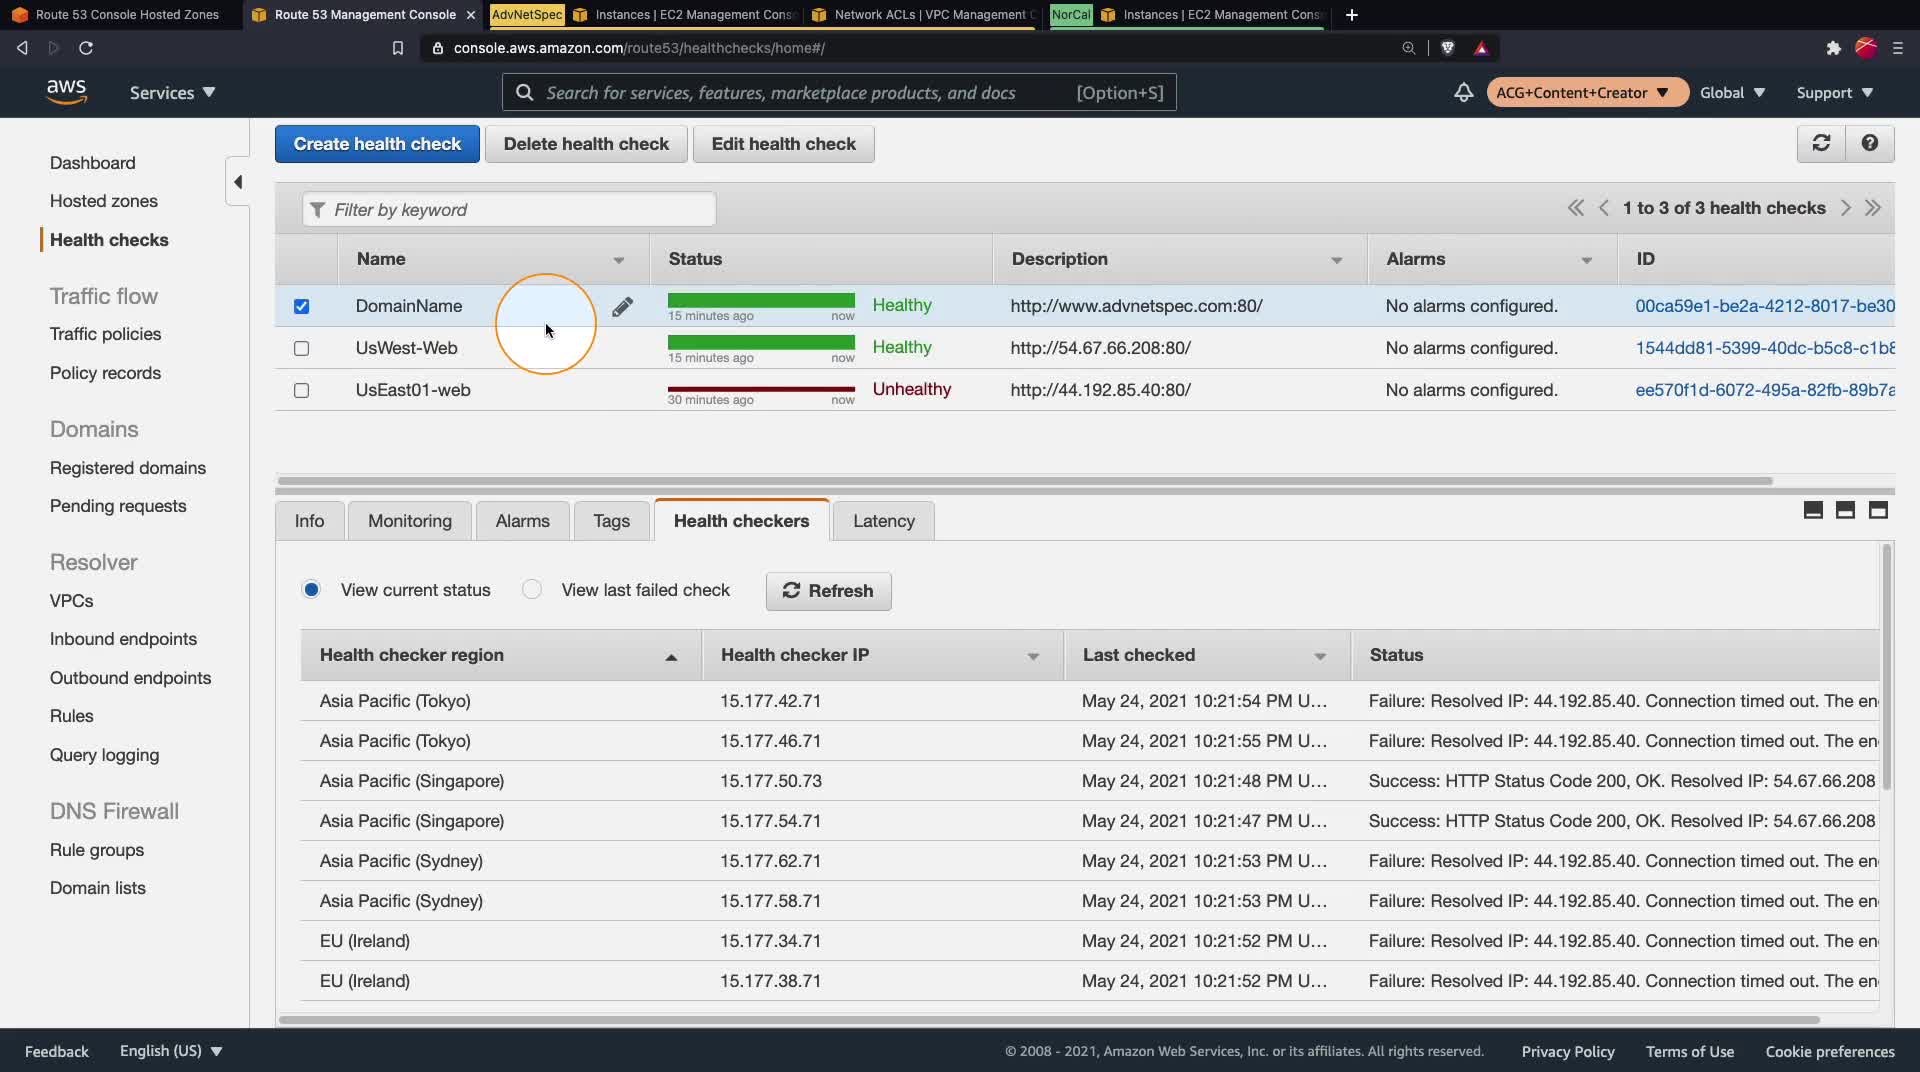 Route 53 Console Hosted Zones
Route 53 Management Console
AdvNetSpec
Instances | EC2 Management Cons
Network ACLs | VPC Management
NorCal
Instances | EC2 Management Cons
console.aws.amazon.com/route53/healthchecks/home#/
aws
Services
Search for services, features, marketplace products, and docs
[Option+S]
ACG+Content+Creator
Global
Support
Dashboard
Hosted zones
Health checks
Traffic flow
Traffic policies
Policy records
Domains
Registered domains
Pending requests
Resolver
VPCs
Inbound endpoints
Outbound endpoints
Rules
Query logging
DNS Firewall
Rule groups
Domain lists
Create health check
Delete health check
Edit health check
Filter by keyword
1 to 3 of 3 health checks
Name Status Description Alarms ID
DomainName 15 minutes ago now Healthy http://www.advnetspec.com:80/ No alarms configured. 00ca59e1-be2a-4212-8017-be30
UsWest-Web 15 minutes ago now Healthy http://54.67.66.208:80/ No alarms configured. 1544dd81-5399-40dc-b5c8-c1b8
UsEast01-web 30 minutes ago now Unhealthy http://44.192.85.40:80/ No alarms configured. ee570f1d-6072-495a-82fb-89b7a
Info Monitoring Alarms Tags Health checkers Latency
View current status View last failed check Refresh
Health checker region Health checker IP Last checked Status
Asia Pacific (Tokyo) 15.177.42.71 May 24, 2021 10:21:54 PM U... Failure: Resolved IP: 44.192.85.40. Connection timed out. The en
Asia Pacific (Tokyo) 15.177.46.71 May 24, 2021 10:21:55 PM U... Failure: Resolved IP: 44.192.85.40. Connection timed out. The en
Asia Pacific (Singapore) 15.177.50.73 May 24, 2021 10:21:48 PM U... Success: HTTP Status Code 200, OK. Resolved IP: 54.67.66.208
Asia Pacific (Singapore) 15.177.54.71 May 24, 2021 10:21:47 PM U... Success: HTTP Status Code 200, OK. Resolved IP: 54.67.66.208
Asia Pacific (Sydney) 15.177.62.71 May 24, 2021 10:21:53 PM U... Failure: Resolved IP: 44.192.85.40. Connection timed out. The en
Asia Pacific (Sydney) 15.177.58.71 May 24, 2021 10:21:53 PM U... Failure: Resolved IP: 44.192.85.40. Connection timed out. The en
EU (Ireland) 15.177.34.71 May 24, 2021 10:21:52 PM U... Failure: Resolved IP: 44.192.85.40. Connection timed out. The en
EU (Ireland) 15.177.38.71 May 24, 2021 10:21:52 PM U... Failure: Resolved IP: 44.192.85.40. Connection timed out. The en
Feedback English (US) © 2008 - 2021, Amazon Web Services, Inc. or its affiliates. All rights reserved. Privacy Policy Terms of Use Cookie preferences